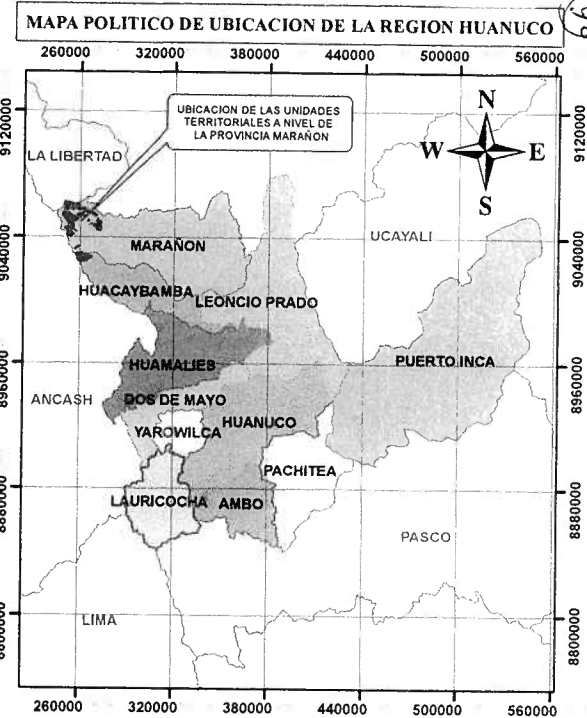 MAPA POLITICO DE UBICACION DE LA REGION HUANUCO
260000 320000 380000 440000 500000 560000
UBICACION DE LAS UNIDADES
TERRITORIALES A NIVEL DE
LA PROVINCIA MARAÑON
N
W E
S
9120000 9120000
LA LIBERTAD
UCAYALI
9040000 9040000
MARAÑON
HUACAYBAMBA
LEONCIO PRADO
PUERTO INCA
8960000 8960000
HUAMALIES
ANCASH
DOS DE MAYO
HUANUCO
YAROWILCA
PACHITEA
8880000 8880000
LAURICOCHA
AMBO
PASCO
LIMA
8800000 8800000
260000 320000 380000 440000 500000 560000